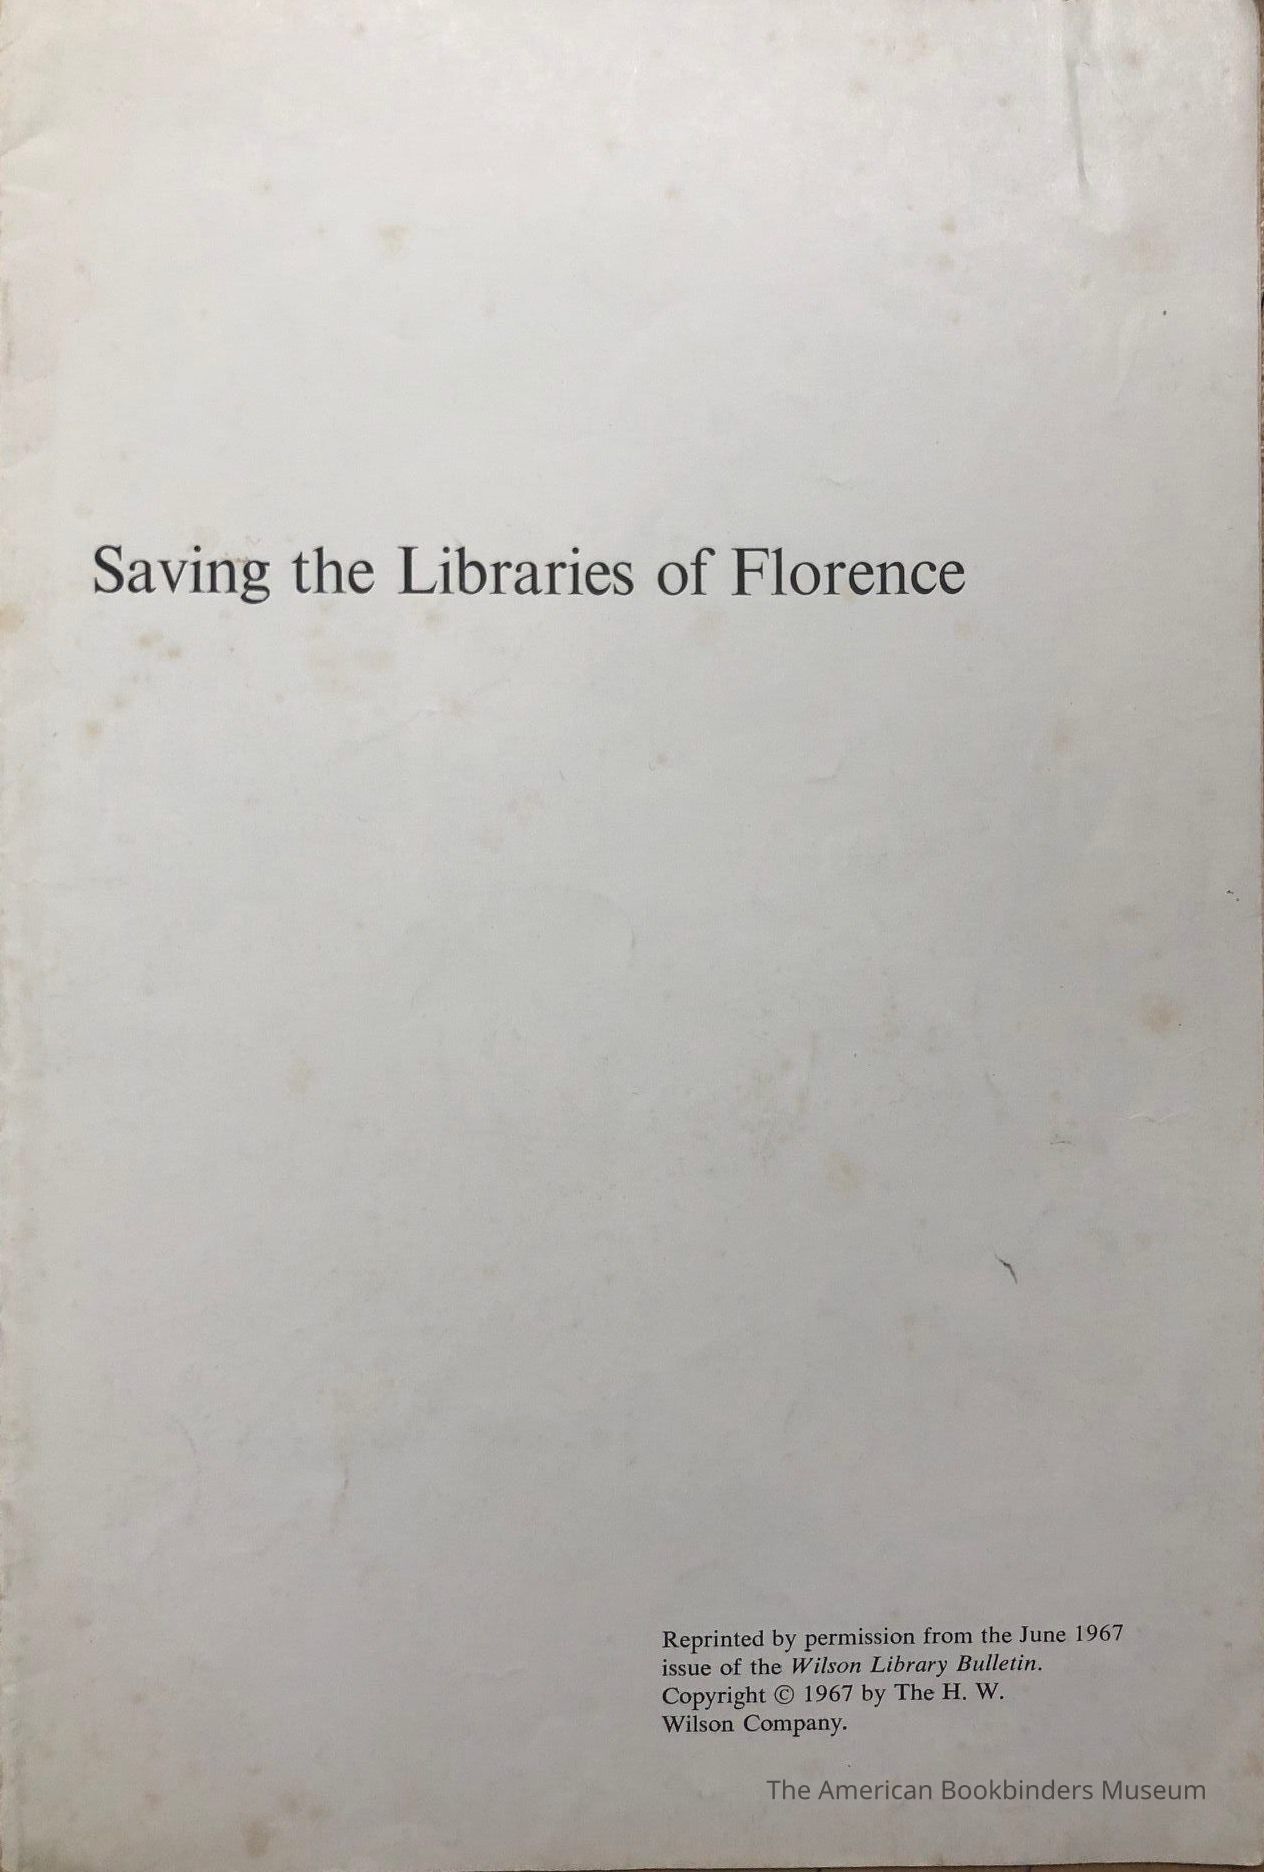 Saving the Libraries of Florence
Reprinted by permission from the June 1967
issue of the Wilson Library Bulletin.
Copyright © 1967 by The H. W.
Wilson Company.
The American Bookbinders Museum